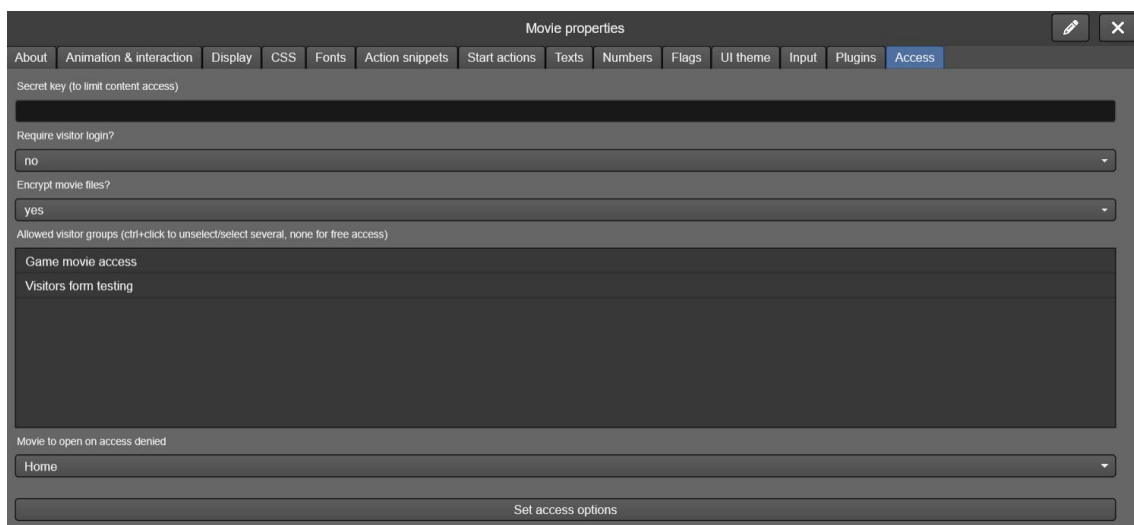 Movie properties
About Animation & interaction Display CSS Fonts Action snippets Start actions Texts Numbers Flags UI theme Input Plugins Access
Secret key (to limit content access)
Require visitor login?
no
Encrypt movie files?
yes
Allowed visitor groups (ctrl+click to unselect/select several, none for free access)
Game movie access
Visitors form testing
Movie to open on access denied
Home
Set access options